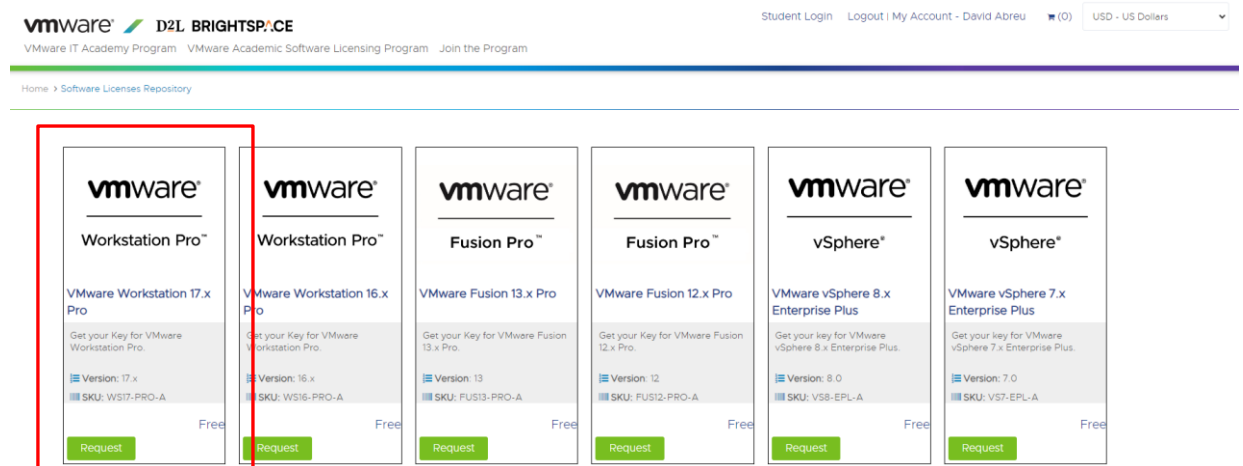 vmware® D2L BRIGHTSPACE
Student Login Logout | My Account - David Abreu (0) USD - US Dollars
VMware IT Academy Program VMware Academic Software Licensing Program Join the Program
Home > Software Licenses Repository
vmware®
Workstation Pro™
VMware Workstation 17.x
Pro
Get your Key for VMware
Workstation Pro.
Version: 17.x
SKU: WS17-PRO-A
Free
Request
vmware®
Workstation Pro™
VMware Workstation 16.x
Pro
Get your Key for VMware
Workstation Pro.
Version: 16.x
SKU: WS16-PRO-A
Free
Request
vmware®
Fusion Pro™
VMware Fusion 13.x Pro
Get your Key for VMware Fusion
13.x Pro.
Version: 13
SKU: FUS13-PRO-A
Free
Request
vmware®
Fusion Pro™
VMware Fusion 12.x Pro
Get your Key for VMware Fusion
12.x Pro.
Version: 12
SKU: FUS12-PRO-A
Free
Request
vmware®
vSphere®
VMware vSphere 8.x
Enterprise Plus
Get your key for VMware
vSphere 8.x Enterprise Plus.
Version: 8.0
SKU: VS8-EPL-A
Free
Request
vmware®
vSphere®
VMware vSphere 7.x
Enterprise Plus
Get your key for VMware
vSphere 7.x Enterprise Plus.
Version: 7.0
SKU: VS7-EPL-A
Free
Request